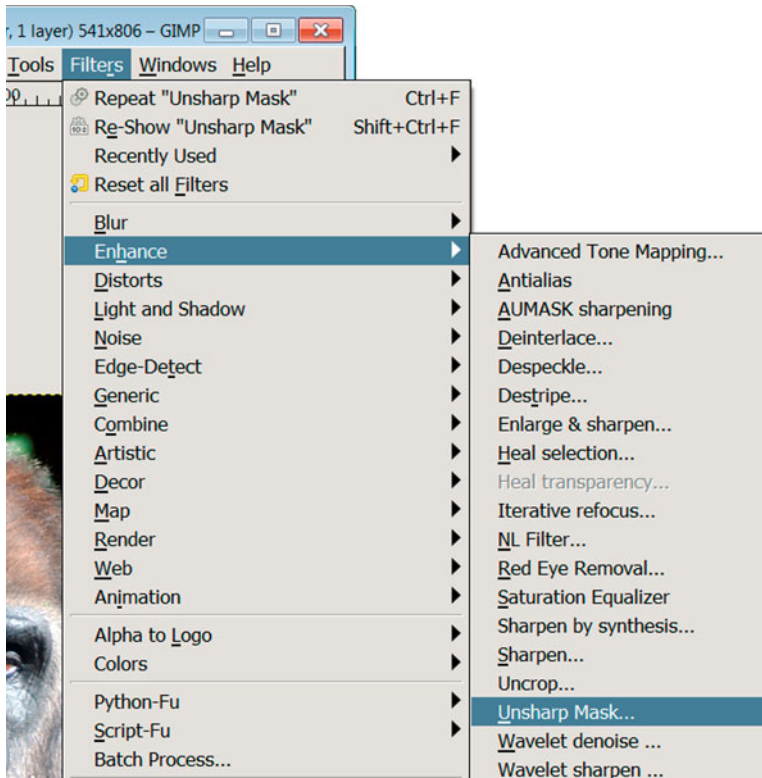 r, 1 layer) 541x806 – GIMP
Tools Filters Windows Help
Repeat "Unsharp Mask" Ctrl+F
Re-Show "Unsharp Mask" Shift+Ctrl+F
Recently Used
Reset all Filters
Blur
Enhance
Distorts
Light and Shadow
Noise
Edge-Detect
Generic
Combine
Artistic
Decor
Map
Render
Web
Animation
Alpha to Logo
Colors
Python-Fu
Script-Fu
Batch Process...
Advanced Tone Mapping...
Antialias
AUMASK sharpening
Deinterlace...
Despeckle...
Destripe...
Enlarge & sharpen...
Heal selection...
Heal transparency...
Iterative refocus...
NL Filter...
Red Eye Removal...
Saturation Equalizer
Sharpen by synthesis...
Sharpen...
Uncrop...
Unsharp Mask...
Wavelet denoise ...
Wavelet sharpen ...